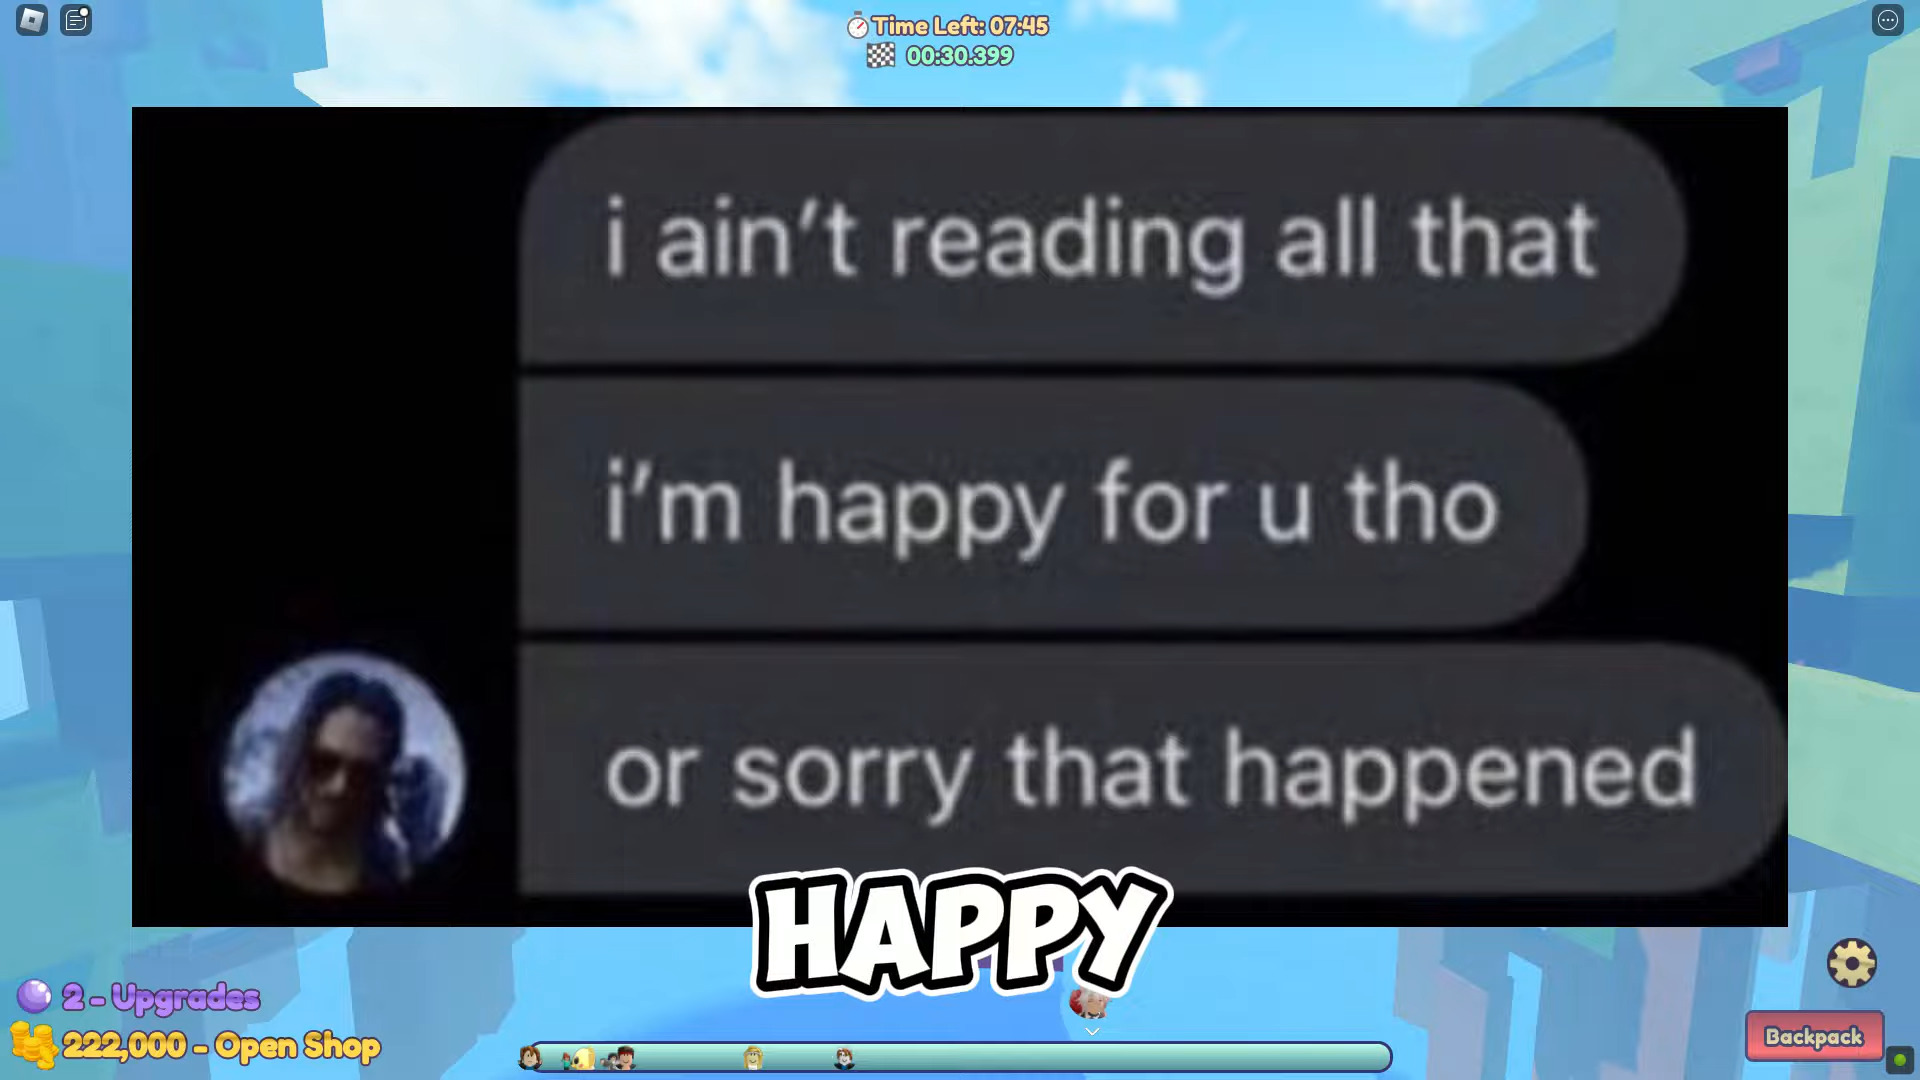 Time Left: 07:45
00:30.399
i ain't reading all that
i'm happy for u tho
or sorry that happened
HAPPY
2 - Upgrades
222,000 - Open Shop
Backpack